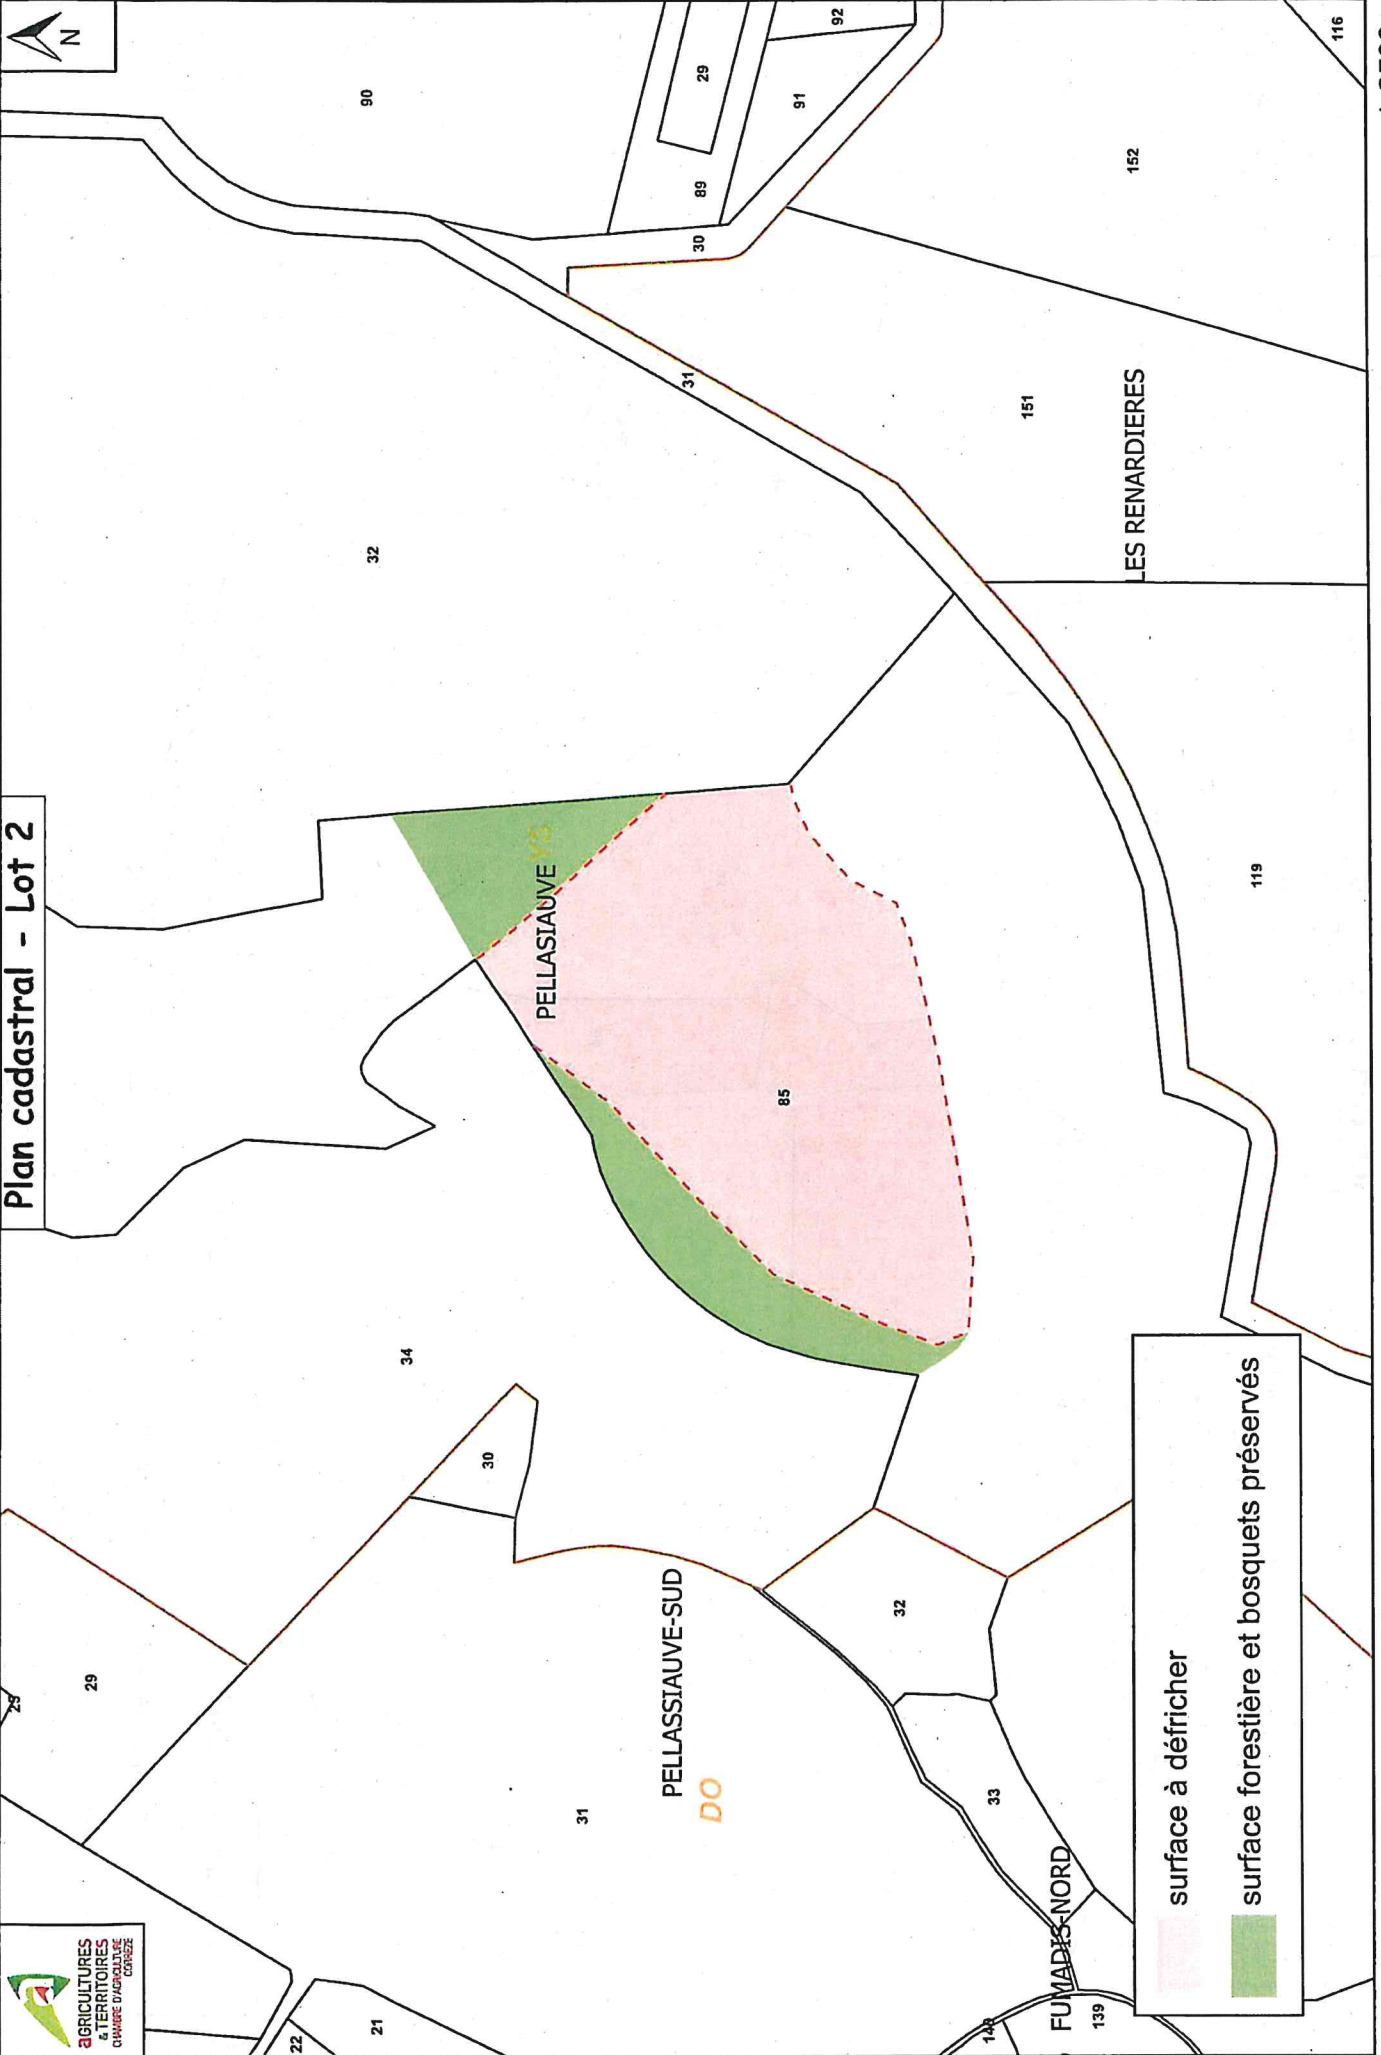 Plan cadastral - Lot 2
N
aGRICULTURES
& TERRITOIRES
CHAMBRE D'AGRICULTURE
CORREZE
90
92
29
91
89
30
116
152
31
32
151
LES RENARDIERES
119
PELLASIAUVE YS
85
34
30
29
29
PELLASSIAUVE-SUD
DO
31
32
33
FUMADIS-NORD
139
21
22
surface à défricher
surface forestière et bosquets préservés